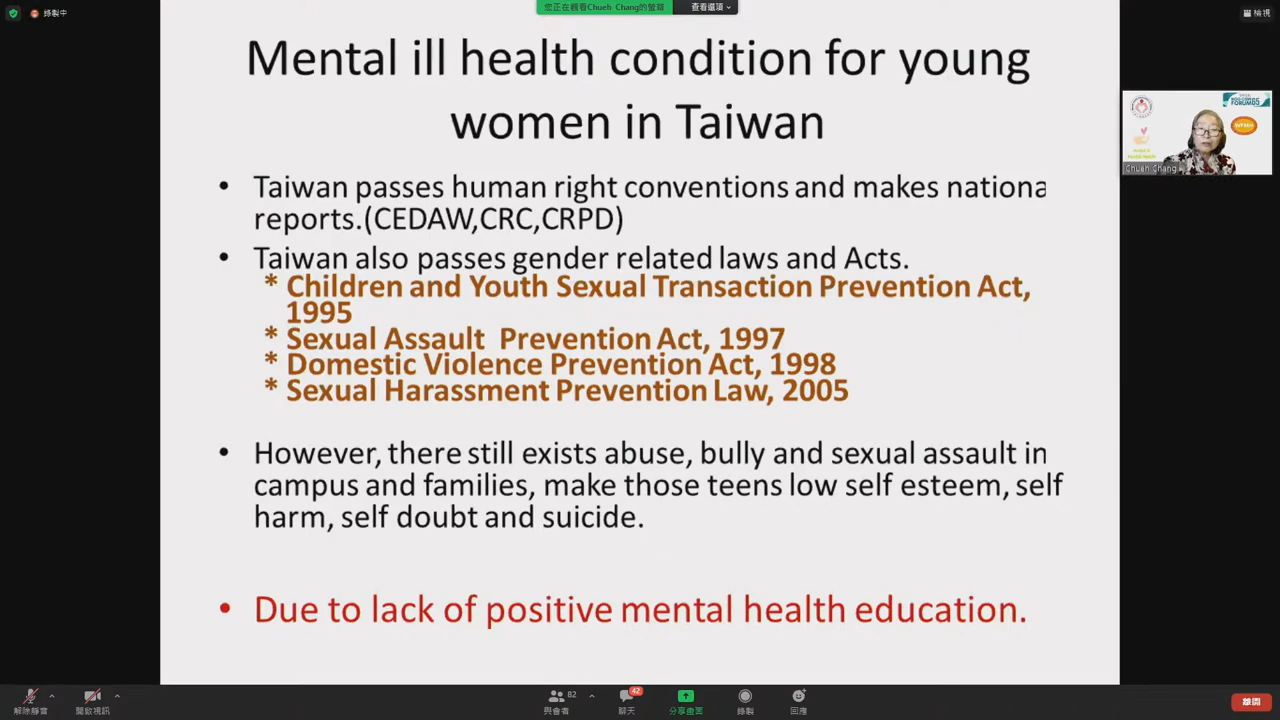 錄製中
您正在觀看Chueh Chang的螢幕
查看選項
檢視
Mental ill health condition for young
women in Taiwan
• Taiwan passes human right conventions and makes nationa
reports.(CEDAW,CRC,CRPD)
• Taiwan also passes gender related laws and Acts.
* Children and Youth Sexual Transaction Prevention Act,
1995
* Sexual Assault Prevention Act, 1997
* Domestic Violence Prevention Act, 1998
* Sexual Harassment Prevention Law, 2005
• However, there still exists abuse, bully and sexual assault in
campus and families, make those teens low self esteem, self
harm, self doubt and suicide.
• Due to lack of positive mental health education.
WFMH
Chueh Chang
解除靜音
開啟視訊
82
與會者
42
聊天
分享畫面
錄製
回應
離開